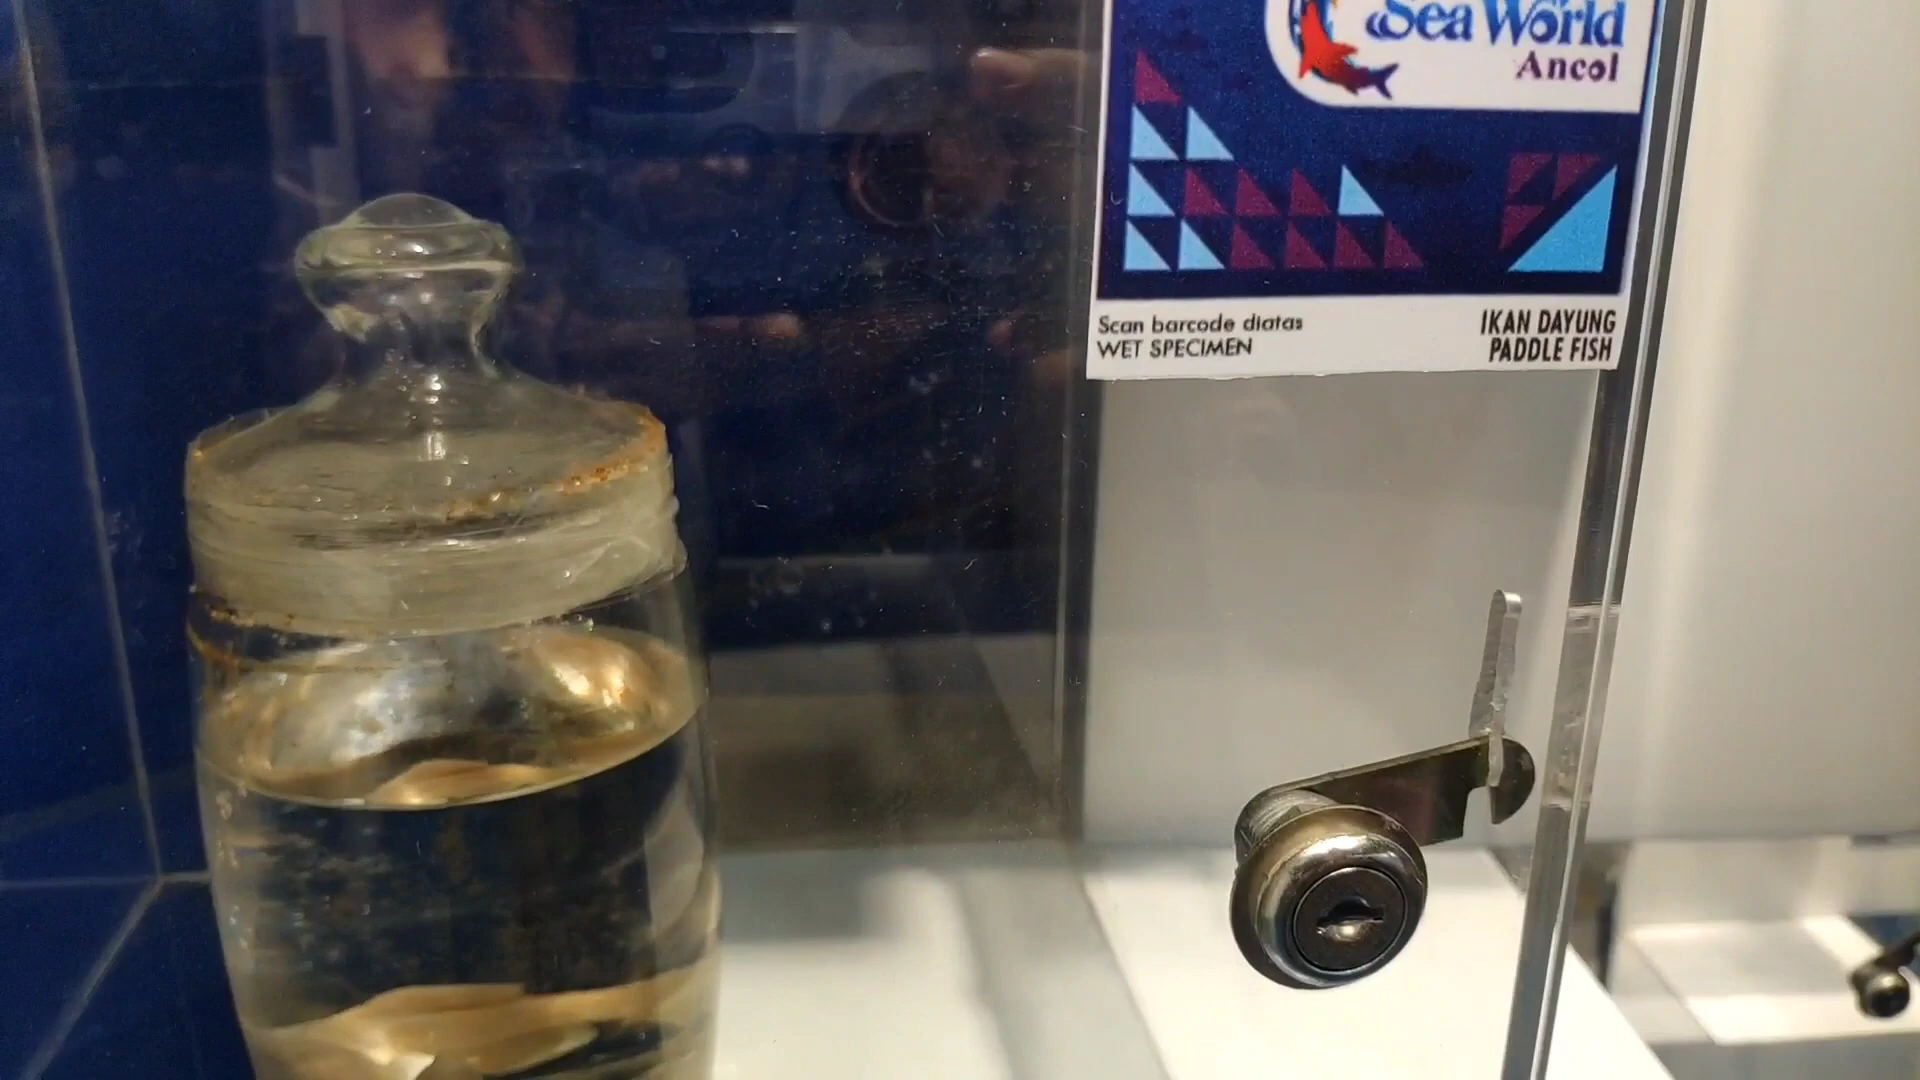 Sea World
Ancol
Scan barcode diatas
WET SPECIMEN
IKAN DAYUNG
PADDLE FISH